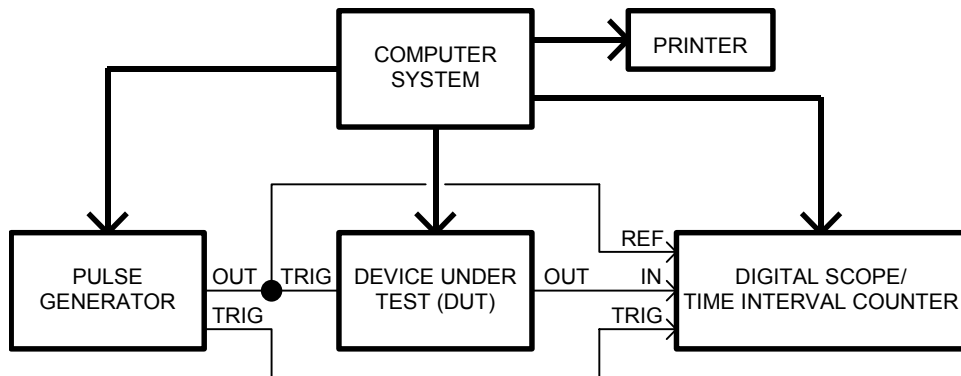 COMPUTER
SYSTEM
PRINTER
PULSE
GENERATOR
OUT
TRIG
TRIG
DEVICE UNDER
TEST (DUT)
OUT
REF
IN
TRIG
DIGITAL SCOPE/
TIME INTERVAL COUNTER